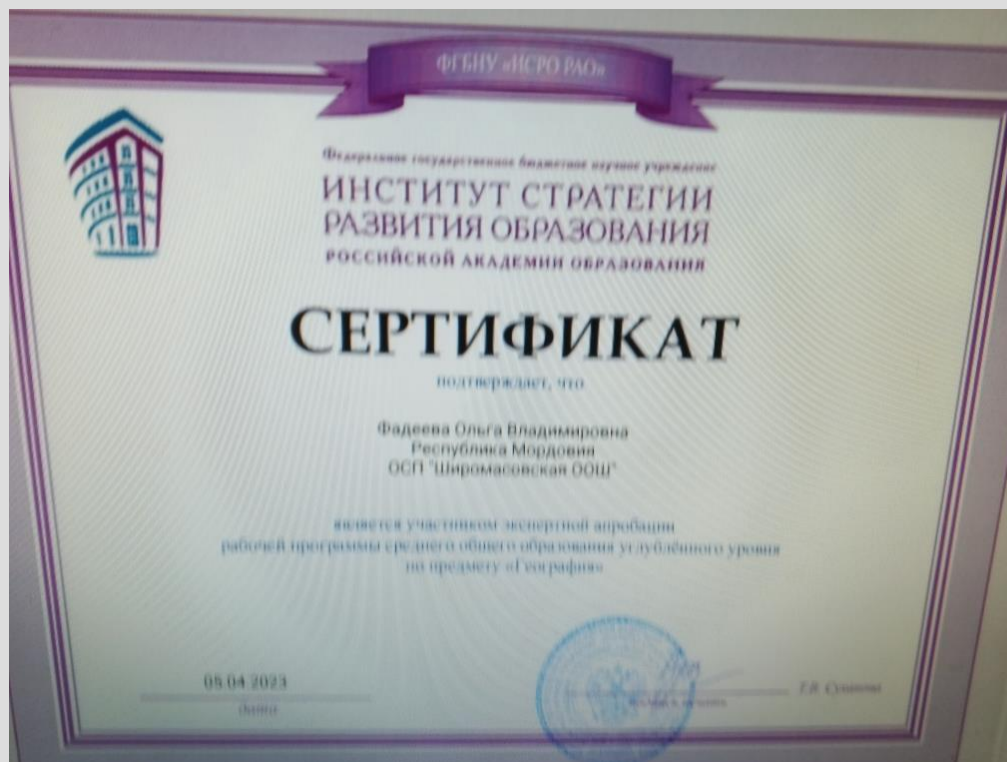 ФГБНУ «ИСРО РАО»
Федеральное государственное бюджетное научное учреждение
ИНСТИТУТ СТРАТЕГИИ
РАЗВИТИЯ ОБРАЗОВАНИЯ
РОССИЙСКОЙ АКАДЕМИИ ОБРАЗОВАНИЯ
СЕРТИФИКАТ
подтверждает, что
Фадеева Ольга Владимировна
Республика Мордовия
ОСП "Широмасовская ООШ"
является участником экспертной апробации
рабочей программы среднего общего образования углублённого уровня
по предмету «География»
05.04.2023
дата
Т.В. Суханова